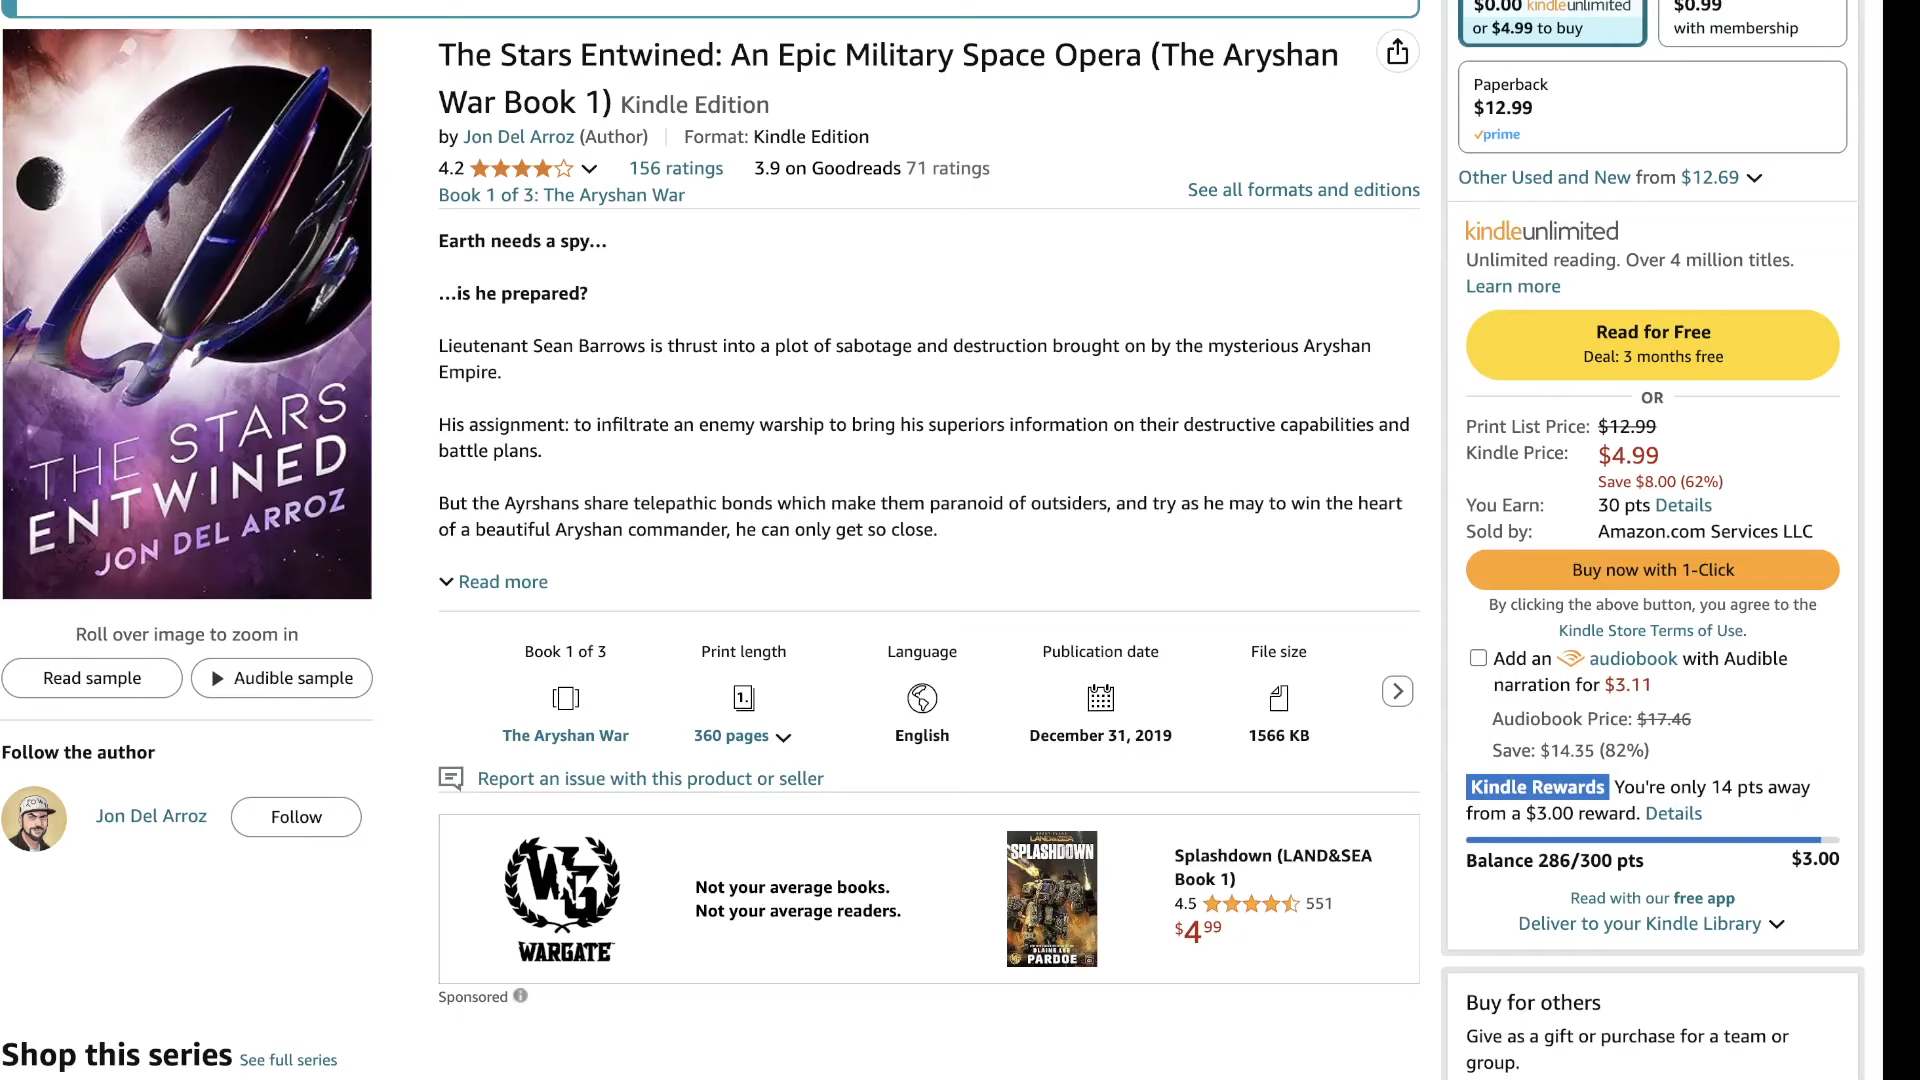 $0.00 kindleunlimited
or $4.99 to buy
$0.99
with membership
The Stars Entwined: An Epic Military Space Opera (The Aryshan
War Book 1) Kindle Edition
by Jon Del Arroz (Author) Format: Kindle Edition
4.2 156 ratings 3.9 on Goodreads 71 ratings
Book 1 of 3: The Aryshan War
See all formats and editions
Earth needs a spy...
...is he prepared?
Lieutenant Sean Barrows is thrust into a plot of sabotage and destruction brought on by the mysterious Aryshan
Empire.
His assignment: to infiltrate an enemy warship to bring his superiors information on their destructive capabilities and
battle plans.
But the Ayrshans share telepathic bonds which make them paranoid of outsiders, and try as he may to win the heart
of a beautiful Aryshan commander, he can only get so close.
Read more
THE STARS
ENTWINED
JON DEL ARROZ
Roll over image to zoom in
Read sample
Audible sample
Follow the author
Jon Del Arroz
Follow
Book 1 of 3
The Aryshan War
Print length
1.
360 pages
Language
English
Publication date
December 31, 2019
File size
1566 KB
Report an issue with this product or seller
WG
WARGATE
Not your average books.
Not your average readers.
LAND&SEA
SPLASHDOWN
BLAINE LEE
PARDOE
Splashdown (LAND&SEA
Book 1)
4.5 551
$4 99
Sponsored
Shop this series See full series
Paperback
$12.99
prime
Other Used and New from $12.69
kindleunlimited
Unlimited reading. Over 4 million titles.
Learn more
Read for Free
Deal: 3 months free
OR
Print List Price: $12.99
Kindle Price: $4.99
Save $8.00 (62%)
You Earn: 30 pts Details
Sold by: Amazon.com Services LLC
Buy now with 1-Click
By clicking the above button, you agree to the
Kindle Store Terms of Use.
Add an audiobook with Audible
narration for $3.11
Audiobook Price: $17.46
Save: $14.35 (82%)
Kindle Rewards You're only 14 pts away
from a $3.00 reward. Details
Balance 286/300 pts $3.00
Read with our free app
Deliver to your Kindle Library
Buy for others
Give as a gift or purchase for a team or
group.